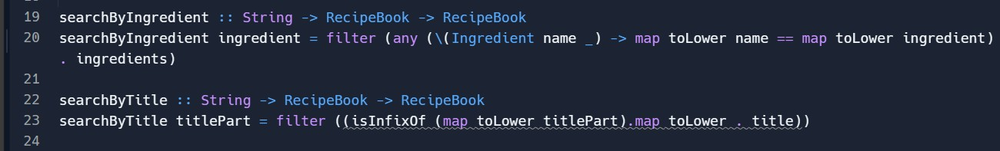 19 searchByIngredient :: String -> RecipeBook -> RecipeBook
20 searchByIngredient ingredient = filter (any (\(Ingredient name _) -> map toLower name == map toLower ingredient)
. ingredients)
21
22 searchByTitle :: String -> RecipeBook -> RecipeBook
23 searchByTitle titlePart = filter ((isInfixOf (map toLower titlePart).map toLower . title))
24